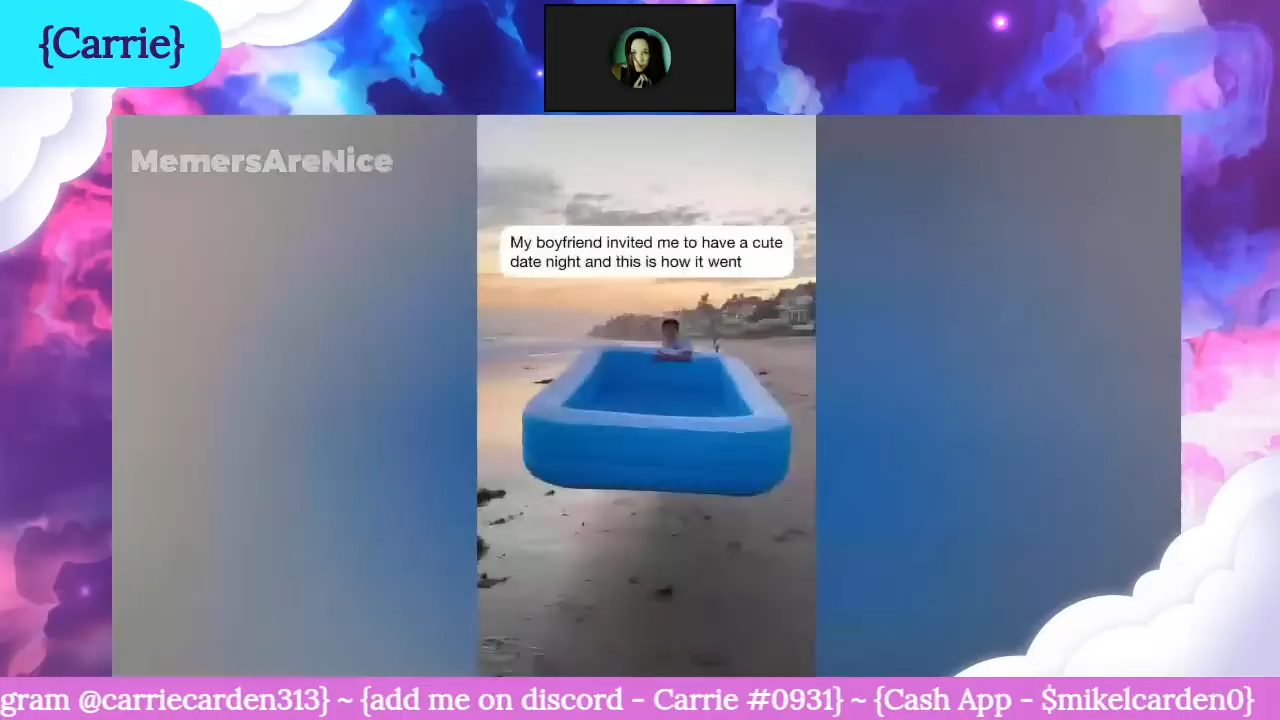 {Carrie}
MemersAreNice
My boyfriend invited me to have a cute
date night and this is how it went
gram @carriecarden313} ~ {add me on discord - Carrie #0931} ~ {Cash App - $mikelcarden0}